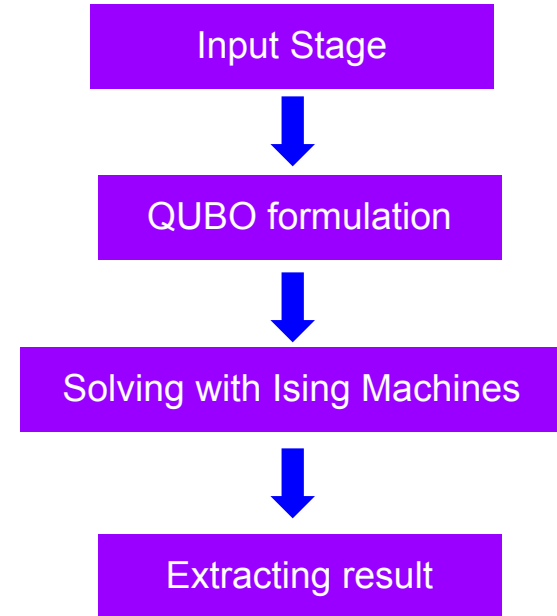 Input Stage
QUBO formulation
Solving with Ising Machines
Extracting result